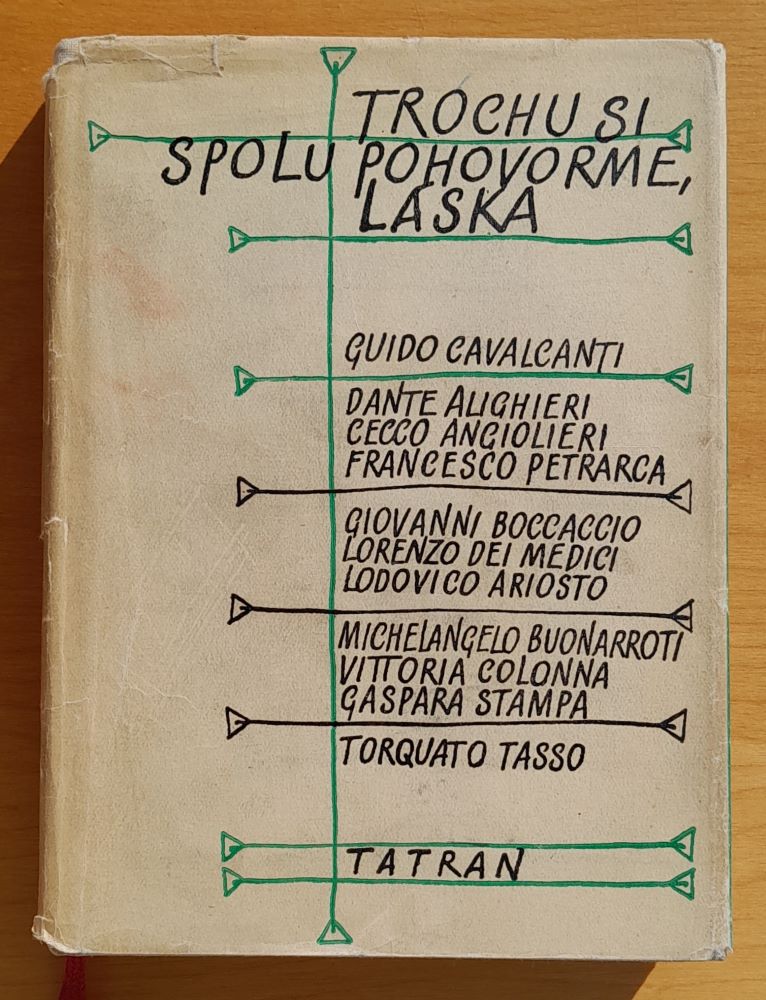 TROCHU SI
SPOLU POHOVORME,
LÁSKA
GUIDO CAVALCANTI
DANTE ALIGHIERI
CECCO ANGIOLIERI
FRANCESCO PETRARCA
GIOVANNI BOCCACCIO
LORENZO DEI MEDICI
LODOVICO ARIOSTO
MICHELANGELO BUONARROTI
VITTORIA COLONNA
GASPARA STAMPA
TORQUATO TASSO
TATRAN